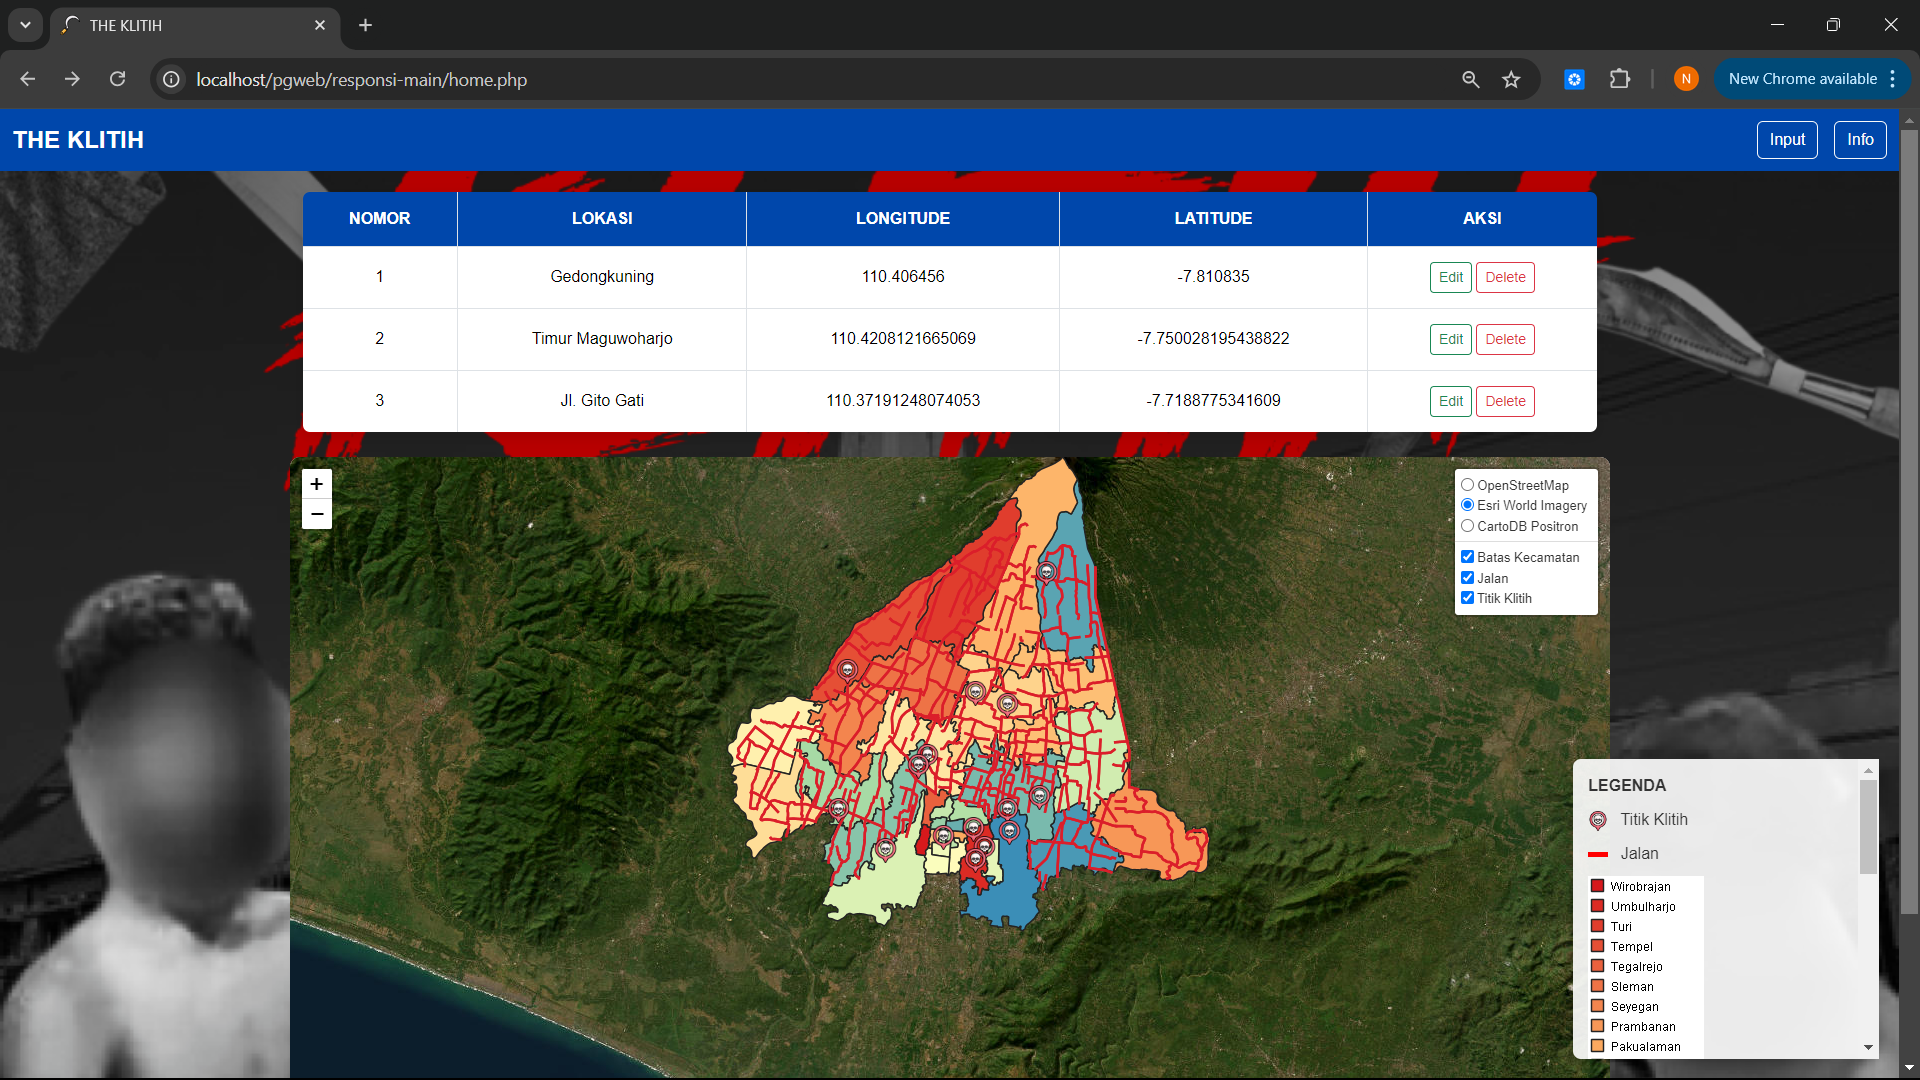 THE KLITIH
localhost/pgweb/responsi-main/home.php
N
New Chrome available
THE KLITIH
Input
Info
NOMOR LOKASI LONGITUDE LATITUDE AKSI
1 Gedongkuning 110.406456 -7.810835 Edit Delete
2 Timur Maguwoharjo 110.4208121665069 -7.750028195438822 Edit Delete
3 Jl. Gito Gati 110.37191248074053 -7.7188775341609 Edit Delete
+
−
OpenStreetMap
Esri World Imagery
CartoDB Positron
Batas Kecamatan
Jalan
Titik Klitih
LEGENDA
Titik Klitih
Jalan
Wirobrajan
Umbulharjo
Turi
Tempel
Tegalrejo
Sleman
Seyegan
Prambanan
Pakualaman